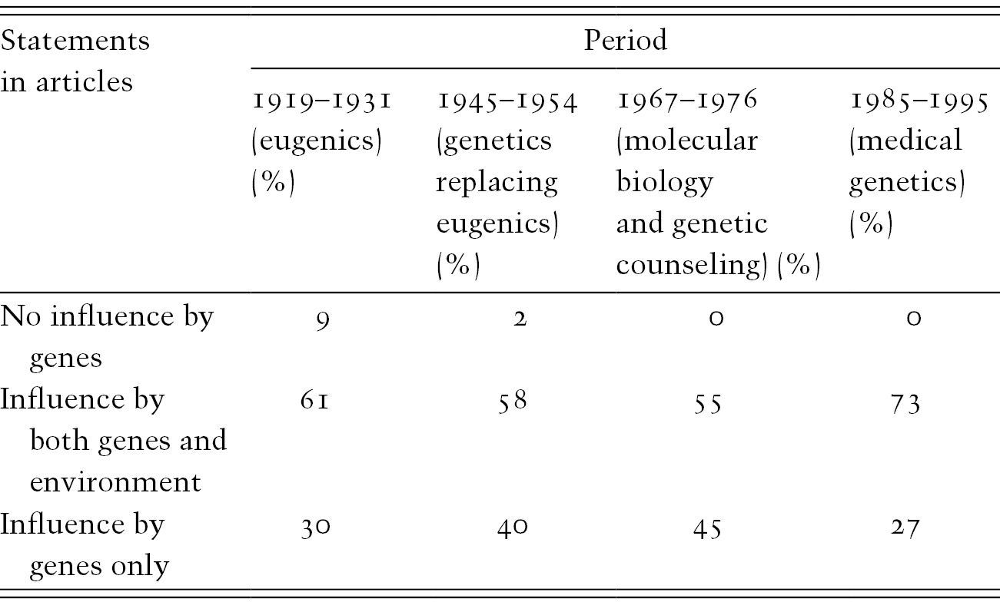 Statements
in articles
Period
1919–1931
(eugenics)
(%)
1945–1954
(genetics
replacing
eugenics)
(%)
1967–1976
(molecular
biology
and genetic
counseling) (%)
1985–1995
(medical
genetics)
(%)
No influence by
genes
9 2 0 0
Influence by
both genes and
environment
61 58 55 73
Influence by
genes only
30 40 45 27